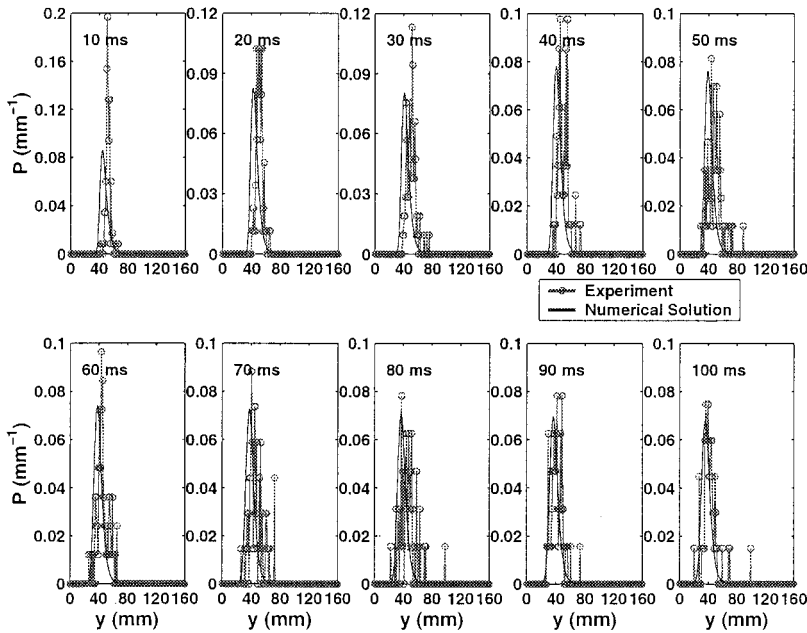 0.2 0.12 0.12 0.1 0.1
10 ms 20 ms 30 ms 40 ms 50 ms
0.16 0.09 0.09 0.08 0.08
0.12 0.06 0.06 0.06 0.06
P (mm⁻¹)
0.08 0.04 0.04
0.04 0.03 0.03 0.02 0.02
0 0 0 0 0
0 40 80 120 160 0 40 80 120 160 0 40 80 120 160 0 40 80 120 160 0 40 80 120 160
Experiment
Numerical Solution
0.1 0.1 0.1 0.1 0.1
60 ms 70 ms 80 ms 90 ms 100 ms
0.08 0.08 0.08 0.08 0.08
0.06 0.06 0.06 0.06 0.06
P (mm⁻¹)
0.04 0.04 0.04 0.04 0.04
0.02 0.02 0.02 0.02 0.02
0 0 0 0 0
0 40 80 120 160 0 40 80 120 160 0 40 80 120 160 0 40 80 120 160 0 40 80 120 160
y (mm) y (mm) y (mm) y (mm) y (mm)